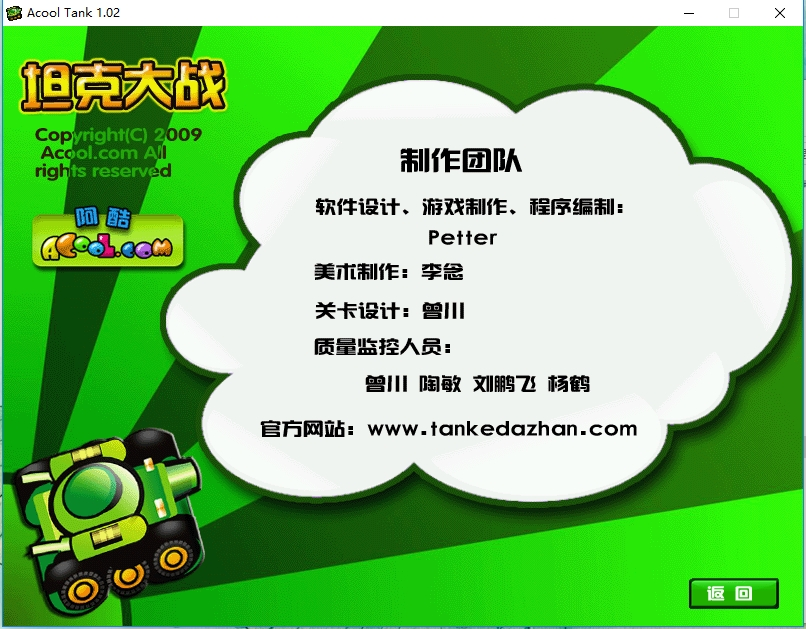 Acool Tank 1.02
坦克大战
Copyright(C) 2009
Acool.com All
rights reserved
阿酷
ACOOL.COM
制作团队
软件设计、游戏制作、程序编制：
Petter
美术制作：李念
关卡设计：曾川
质量监控人员：
曾川 陶敏 刘鹏飞 杨鹤
官方网站：www.tankedazhan.com
返 回